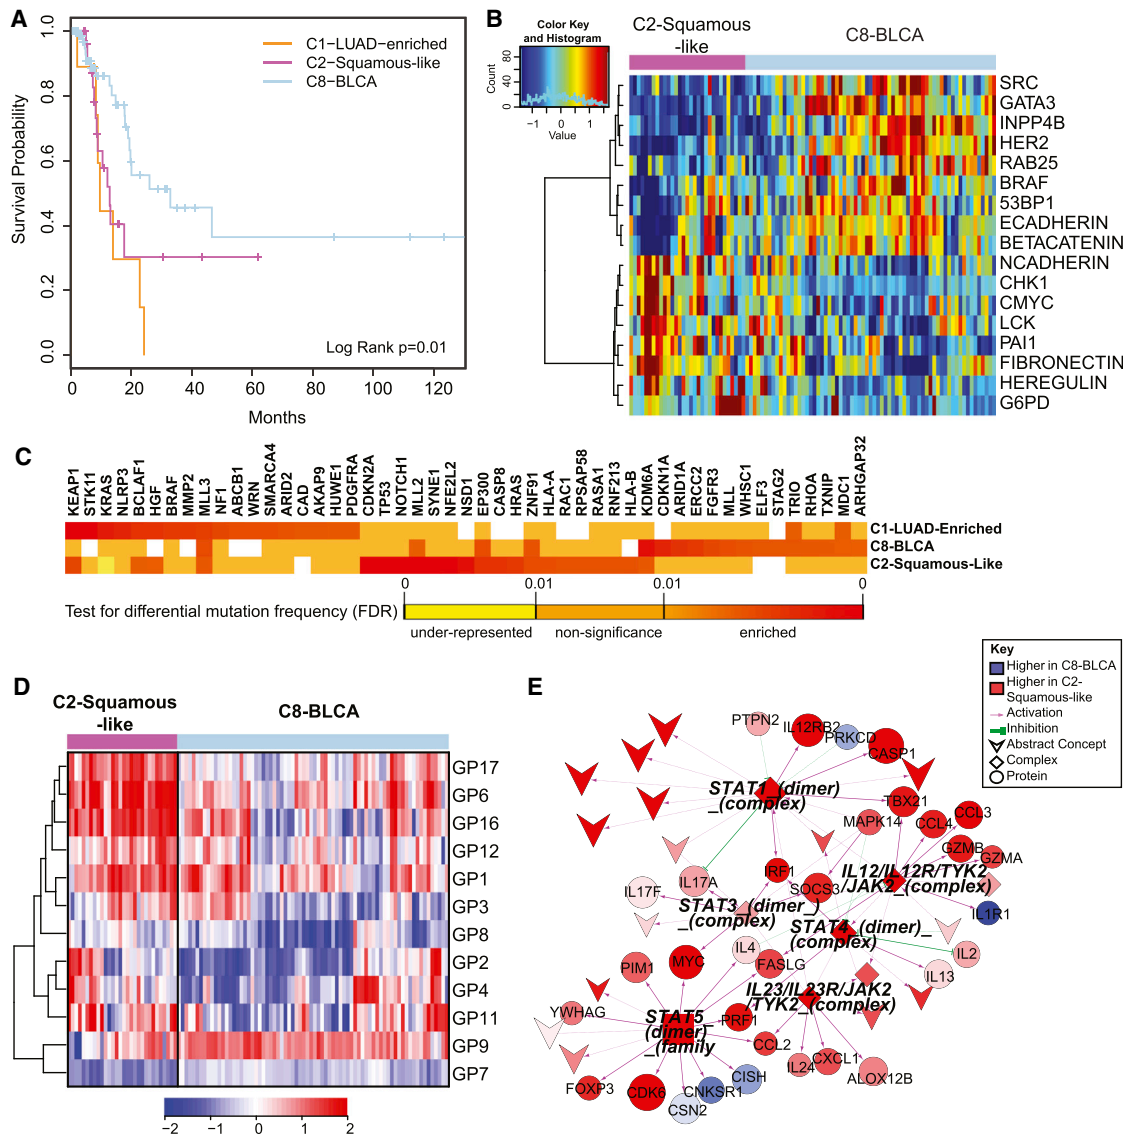 A
1.0
0.8
0.6
0.4
0.2
0.0
Survival Probability
C1−LUAD−enriched
C2−Squamous−like
C8−BLCA
Log Rank p=0.01
0 20 40 60 80 100 120
Months
B
Color Key
and Histogram
Count
0 40 80
−1 0 1
Value
C2-Squamous
-like
C8-BLCA
SRC
GATA3
INPP4B
HER2
RAB25
BRAF
53BP1
ECADHERIN
BETACATENIN
NCADHERIN
CHK1
CMYC
LCK
PAI1
FIBRONECTIN
HEREGULIN
G6PD
C
KEAP1
STK11
KRAS
NLRP3
BCLAF1
HGF
BRAF
MMP2
MLL3
NF1
ABCB1
WRN
SMARCA4
ARID2
CAD
AKAP9
HUWE1
PDGFRA
CDKN2A
TP53
NOTCH1
MLL2
SYNE1
NFE2L2
NSD1
EP300
CASP8
HRAS
ZNF91
HLA-A
RAC1
RPSAP58
RASA1
RNF213
HLA-B
KDM6A
CDKN1A
ARID1A
ERCC2
FGFR3
MLL
WHSC1
ELF3
STAG2
TRIO
RHOA
TXNIP
MDC1
ARHGAP32
C1-LUAD-Enriched
C8-BLCA
C2-Squamous-Like
0 0.01 0.01 0
Test for differential mutation frequency (FDR)
under-represented non-significance enriched
D
C2-Squamous
-like
C8-BLCA
GP17
GP6
GP16
GP12
GP1
GP3
GP8
GP2
GP4
GP11
GP9
GP7
−2 −1 0 1 2
E
Key
Higher in C8-BLCA
Higher in C2-
Squamous-like
Activation
Inhibition
Abstract Concept
Complex
Protein
PTPN2
IL12RB2
PRKCD
CASP1
STAT1_(dimer)
_(complex)
TBX21
MAPK14
CCL4
CCL3
GZMB
GZMA
IRF1
IL12/IL12R/TYK2
/JAK2_(complex)
IL17F
IL17A
SOCS3
IL1R1
STAT3_(dimer_)
_(complex)
STAT4_(dimer)_
(complex)
IL4
IL2
PIM1
MYC
FASLG
IL13
IL23/IL23R/JAK2
/TYK2_(complex)
YWHAG
STAT5_
(dimer)
_(family
PRF1
CCL2
IL24
CXCL1
ALOX12B
FOXP3
CDK6
CSN2
CNKSR1
CISH